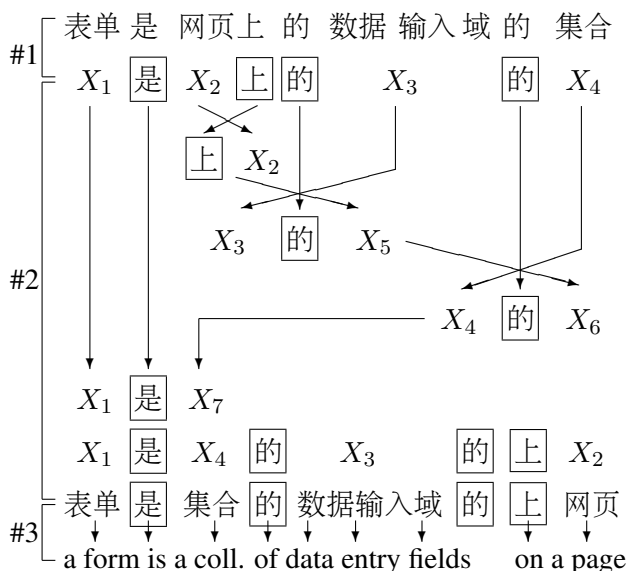 表单 是 网页上 的 数据 输入 域 的 集合
#1
X₁ 是 X₂ 上 的 X₃ 的 X₄
上 X₂
X₃ 的 X₅
#2
X₄ 的 X₆
X₁ 是 X₇
X₁ 是 X₄ 的 X₃ 的 上 X₂
表单 是 集合 的 数据输入域 的 上 网页
#3
a form is a coll. of data entry fields on a page